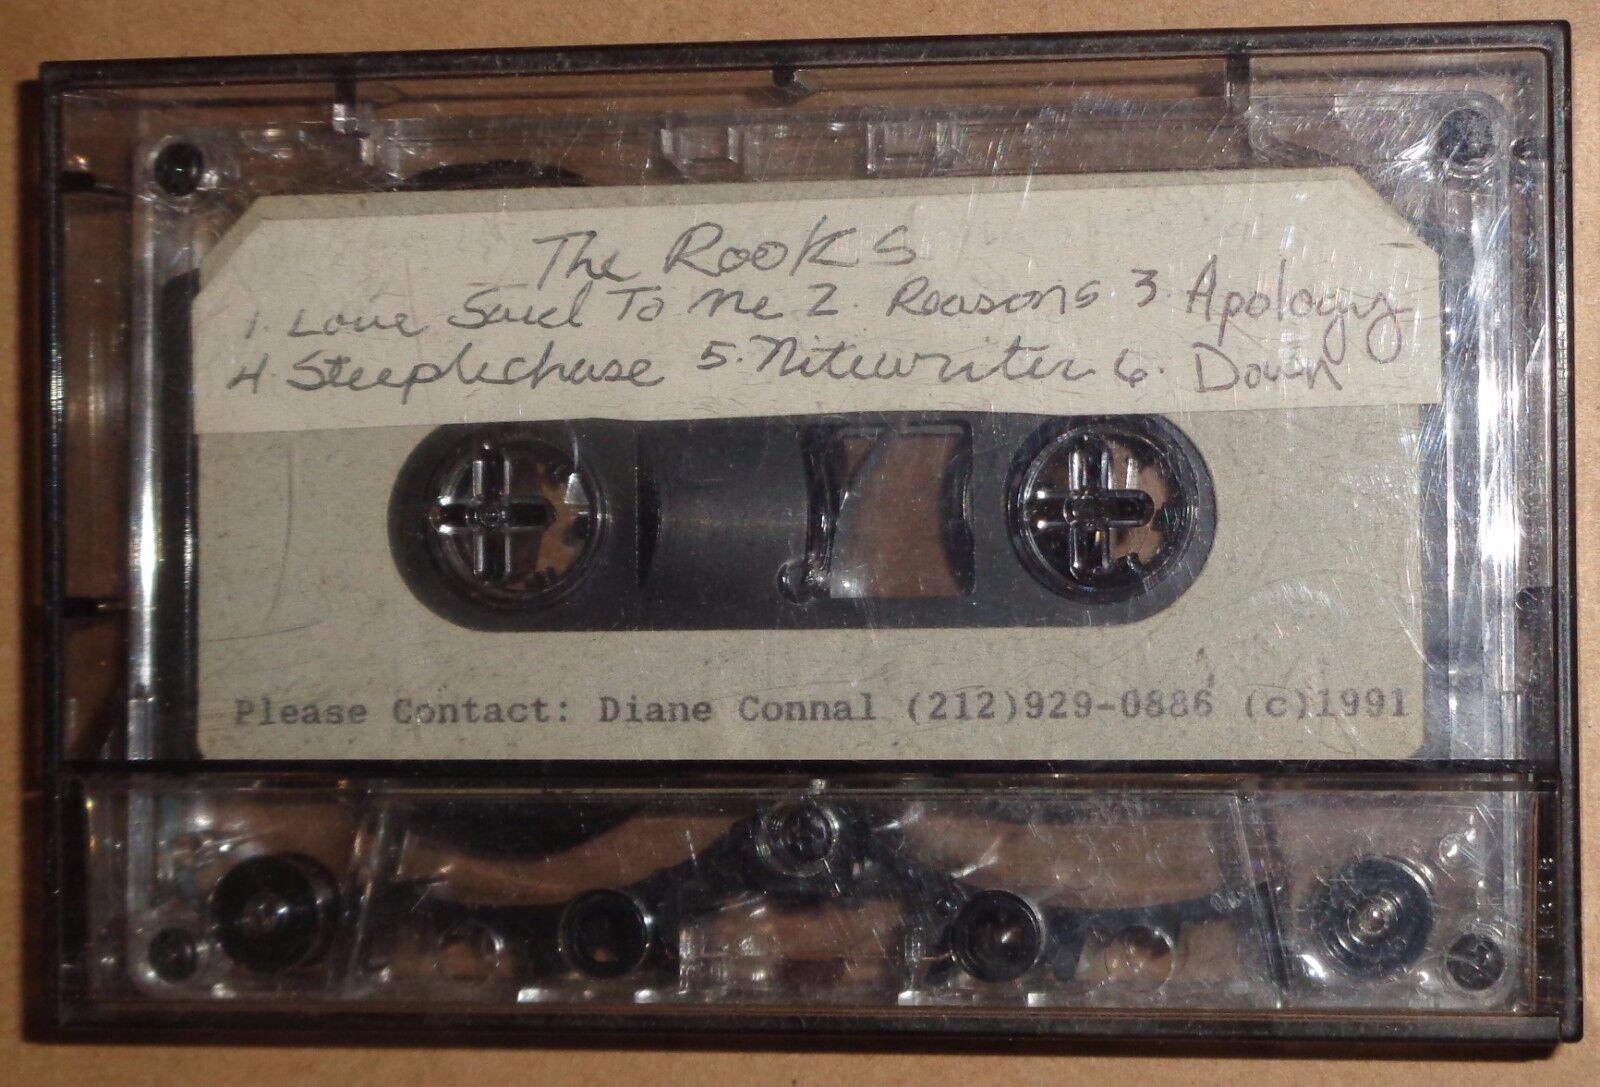 The Rooks
1. Love Said To Me 2. Reasons 3. Apology
4. Steeplechase 5. Nitewriter 6. Down
Please Contact: Diane Connal (212)929-0886 (c)1991